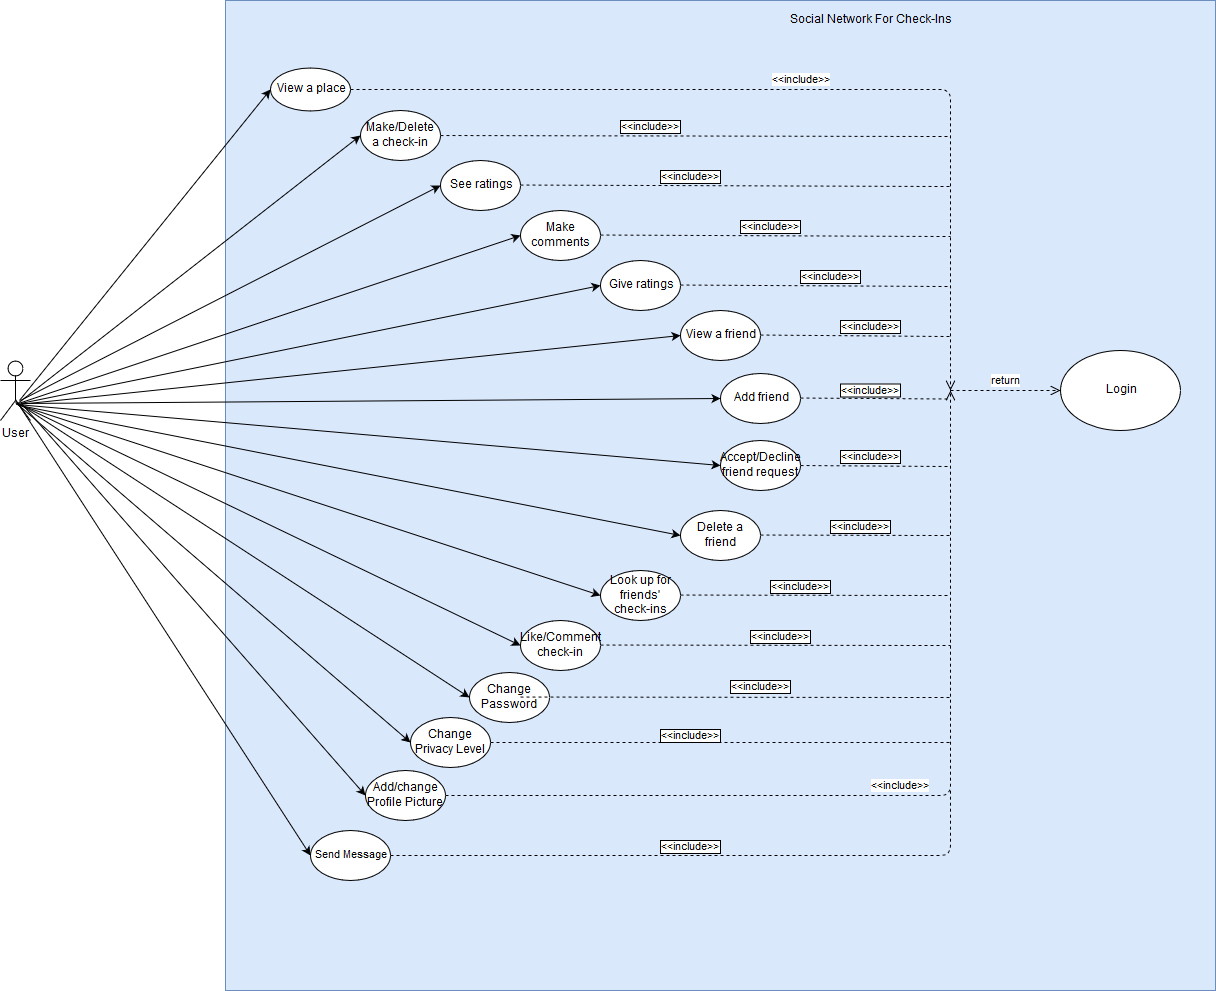 Social Network For Check-Ins
View a place
<<include>>
Make/Delete
a check-in
<<include>>
See ratings
<<include>>
Make
comments
<<include>>
Give ratings
<<include>>
View a friend
<<include>>
User
Add friend
<<include>>
return
Login
Accept/Decline
friend request
<<include>>
Delete a
friend
<<include>>
Look up for
friends'
check-ins
<<include>>
Like/Comment
check-in
<<include>>
Change
Password
<<include>>
Change
Privacy Level
<<include>>
Add/change
Profile Picture
<<include>>
Send Message
<<include>>